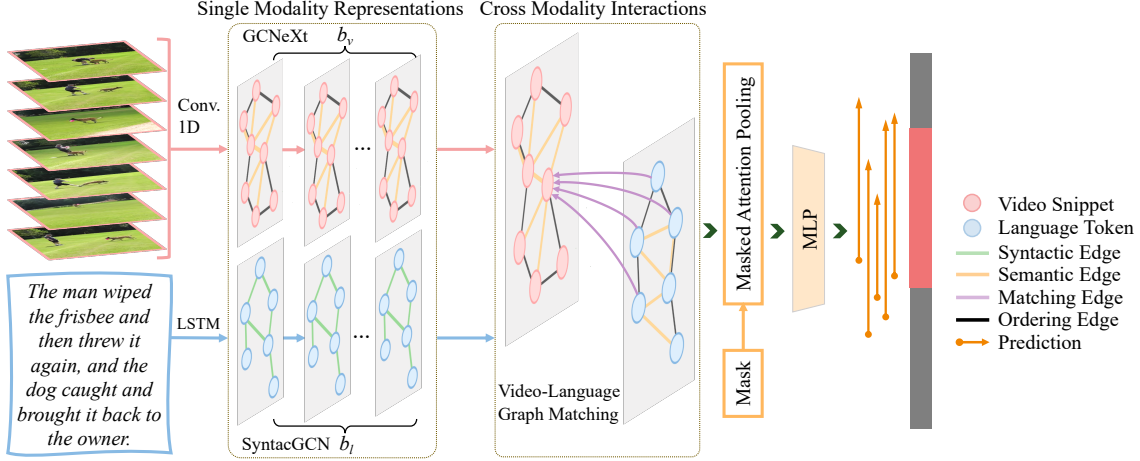 Single Modality Representations
Cross Modality Interactions
GCNeXt b_v
Conv.
1D
...
The man wiped
the frisbee and
then threw it
again, and the
dog caught and
brought it back to
the owner.
LSTM
...
SyntacGCN b_l
Video-Language
Graph Matching
Masked Attention Pooling
Mask
MLP
Video Snippet
Language Token
Syntactic Edge
Semantic Edge
Matching Edge
Ordering Edge
Prediction